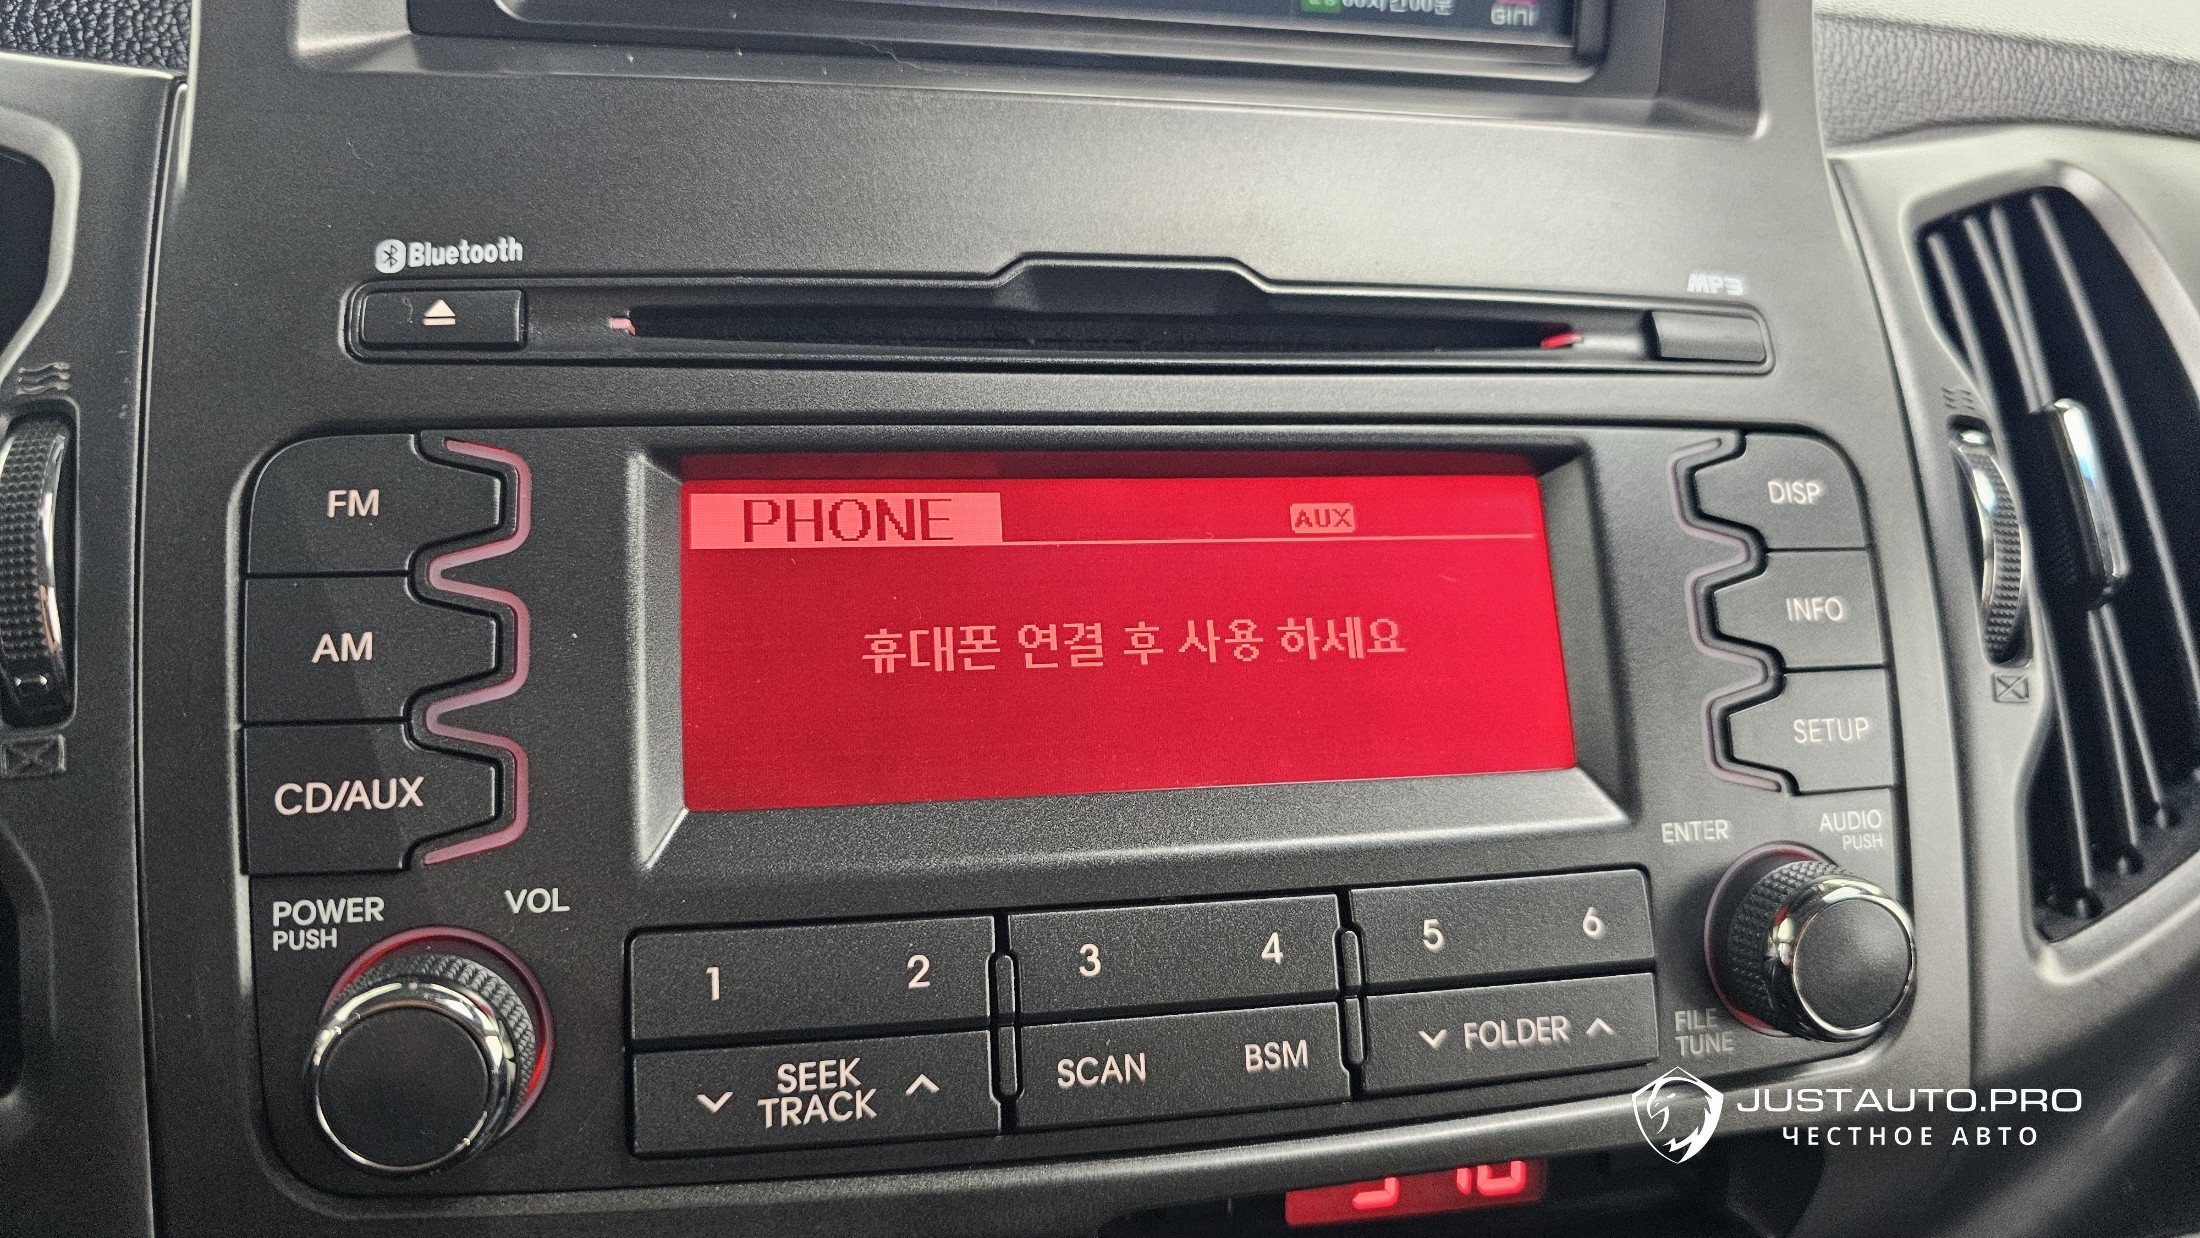 GINI
Bluetooth
MP3
FM
DISP
PHONE AUX
INFO
AM
휴대폰 연결 후 사용 하세요
SETUP
CD/AUX
ENTER
AUDIO
PUSH
POWER
PUSH
VOL
1 2 3 4 5 6
FILE
TUNE
SEEK
TRACK
SCAN BSM
FOLDER
JUSTAUTO.PRO
ЧЕСТНОЕ АВТО